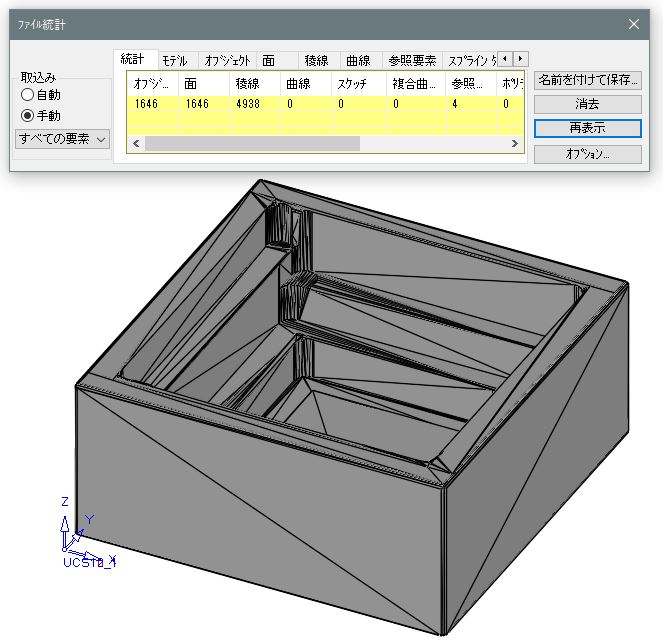 ファイル統計
取込み
自動
手動
すべての要素
統計 モデル オブジェクト 面 稜線 曲線 参照要素 スプライン
オブジ... 面 稜線 曲線 スケッチ 複合曲... 参照... ポリラ
1646 1646 4938 0 0 0 4 0
名前を付けて保存...
消去
再表示
オプション...
Z
Y
X